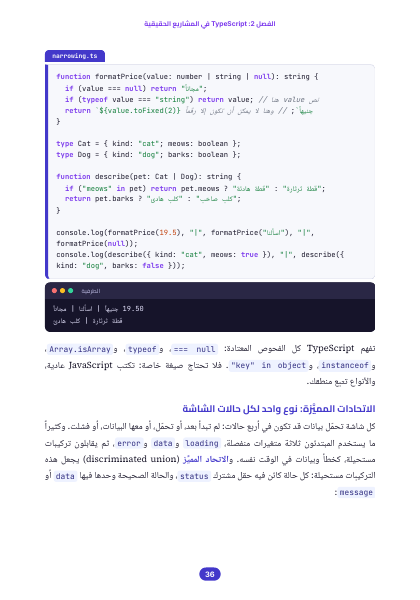 الفصل 2: TypeScript في المشاريع الحقيقية
narrowing.ts
function formatPrice(value: number | string | null): string {
  if (value === null) return "مجاناً";
  if (typeof value === "string") return value; // هنا value نص
  return `${value.toFixed(2)} جنيهاً`; // وهنا لا يمكن أن تكون إلا رقماً
}
type Cat = { kind: "cat"; meows: boolean };
type Dog = { kind: "dog"; barks: boolean };
function describe(pet: Cat | Dog): string {
  if ("meows" in pet) return pet.meows ? "قطة ثرثارة" : "قطة هادئة";
  return pet.barks ? "كلب صاخب" : "كلب هادئ";
}
console.log(formatPrice(19.5), "|", formatPrice("اسألنا"), "|",
formatPrice(null));
console.log(describe({ kind: "cat", meows: true }), "|", describe({
kind: "dog", barks: false }));
الطرفية
19.50 جنيهاً | اسألنا | مجاناً
قطة ثرثارة | كلب هادئ
تفهم TypeScript كل الفحوص المعتادة: === null، و typeof، و Array.isArray،
و instanceof، و "key" in object. فلا تحتاج صيغة خاصة: تكتب JavaScript عادية،
والأنواع تتبع منطقك.
الاتحادات المميَّزة: نوع واحد لكل حالات الشاشة
كل شاشة تحمّل بيانات قد تكون في أربع حالات: لم تبدأ بعد، أو تحمّل، أو معها البيانات، أو فشلت. وكثيراً
ما يستخدم المبتدئون ثلاثة متغيرات منفصلة، loading و data و error، ثم يقابلون تركيبات
مستحيلة، كخطأ وبيانات في الوقت نفسه. والاتحاد المميَّز (discriminated union) يجعل هذه
التركيبات مستحيلة: كل حالة كائن فيه حقل مشترك status، والحالة الصحيحة وحدها فيها data أو
message:
36